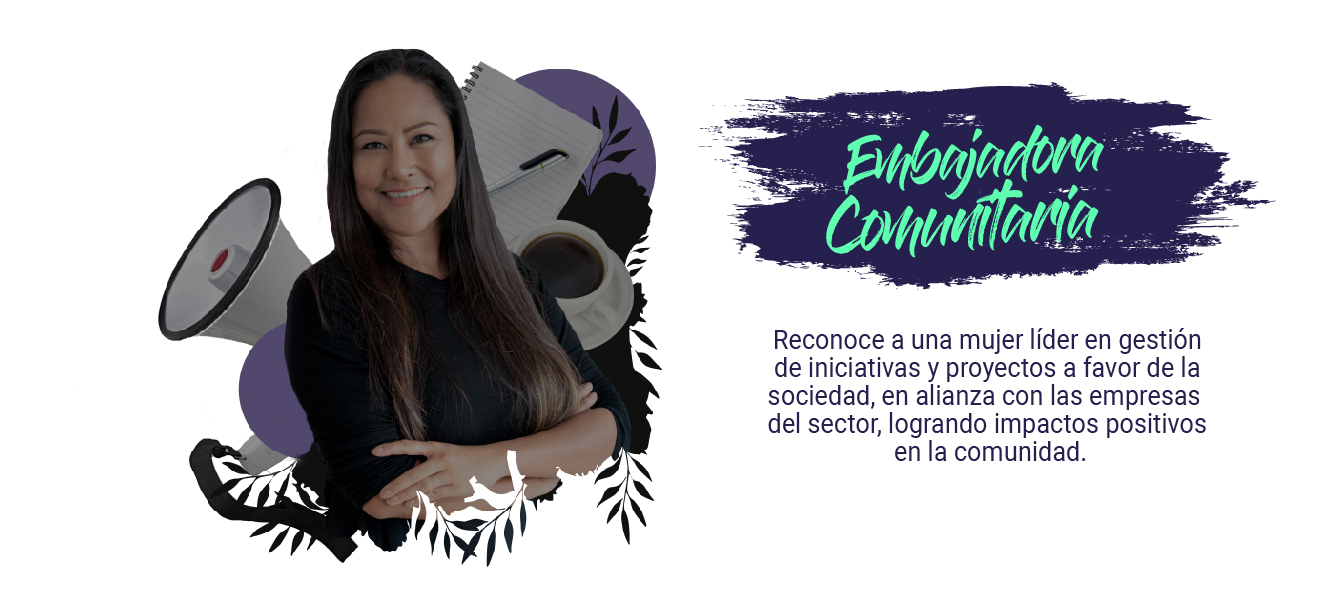 Embajadora
Comunitaria
Reconoce a una mujer líder en gestión
de iniciativas y proyectos a favor de la
sociedad, en alianza con las empresas
del sector, logrando impactos positivos
en la comunidad.